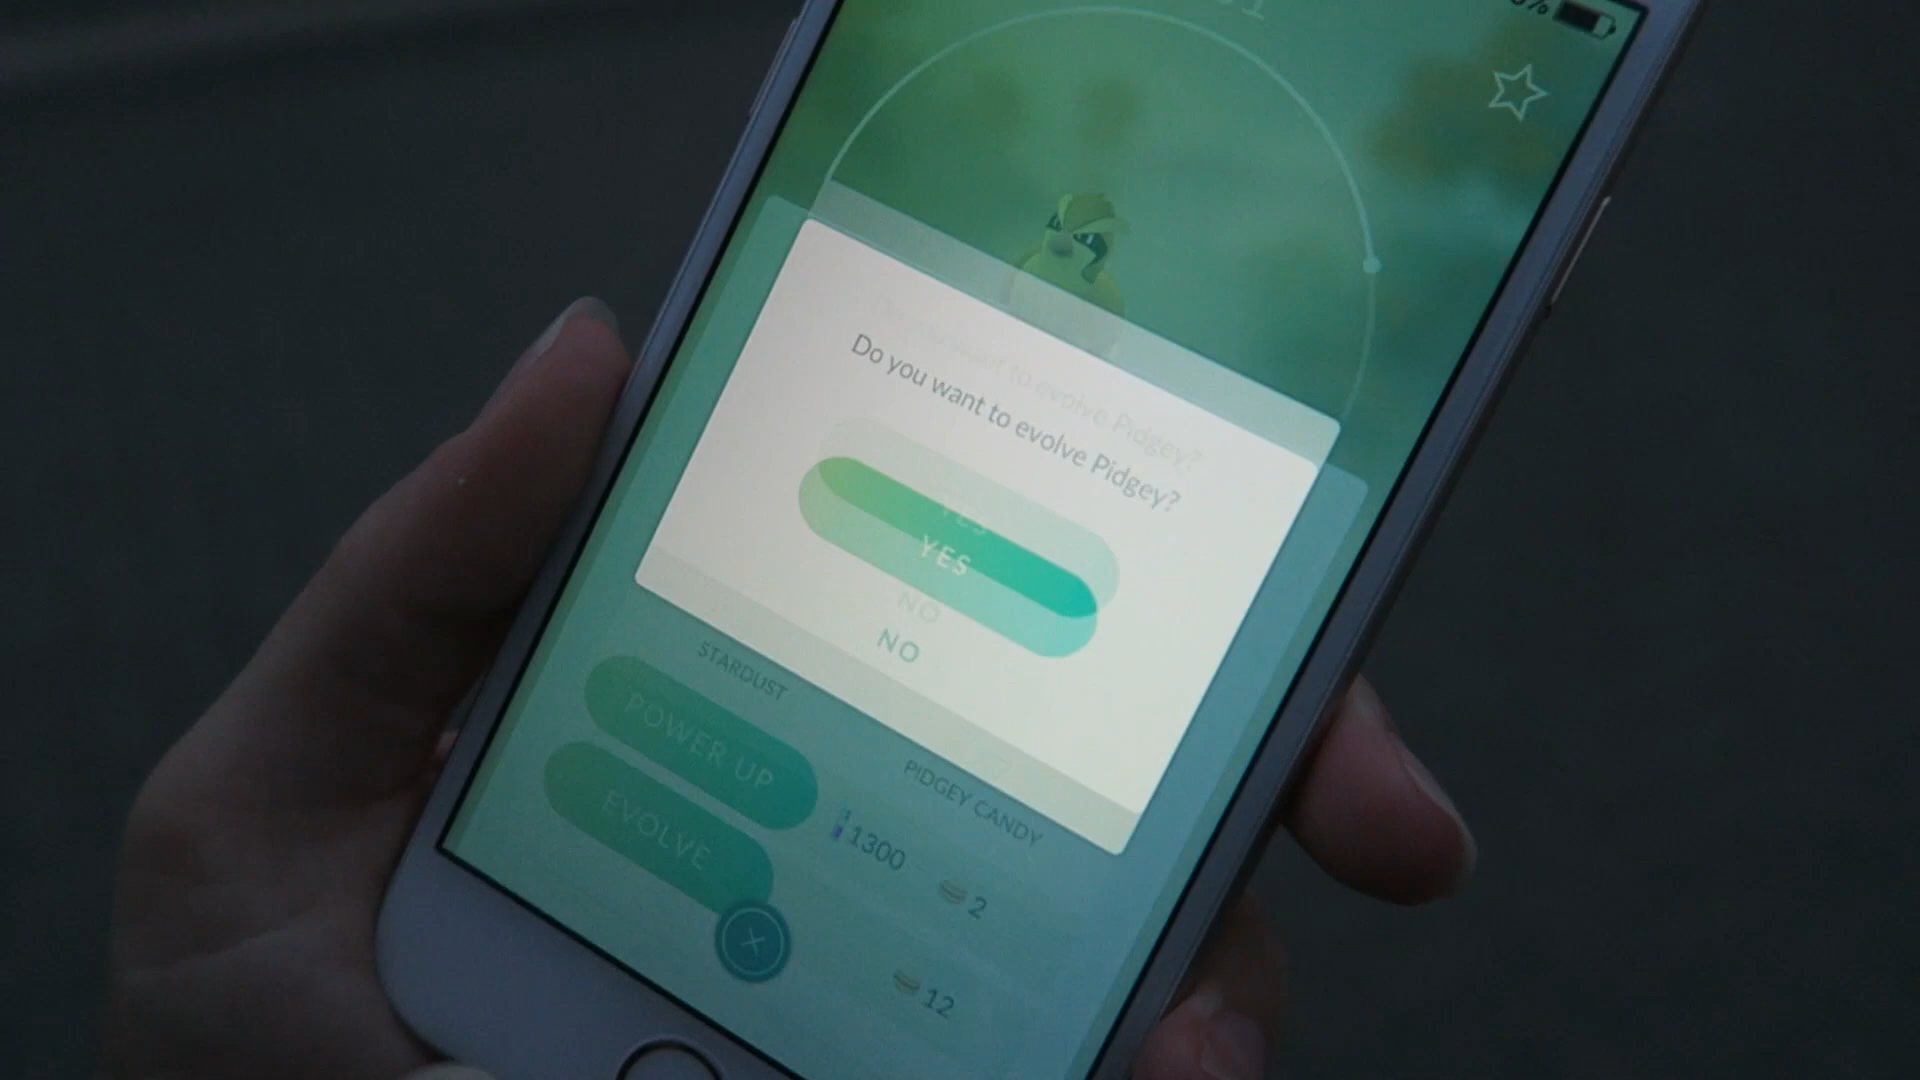 Do you want to evolve Pidgey?
YES
NO
STARDUST
POWER UP
PIDGEY CANDY
1300
2
EVOLVE
12